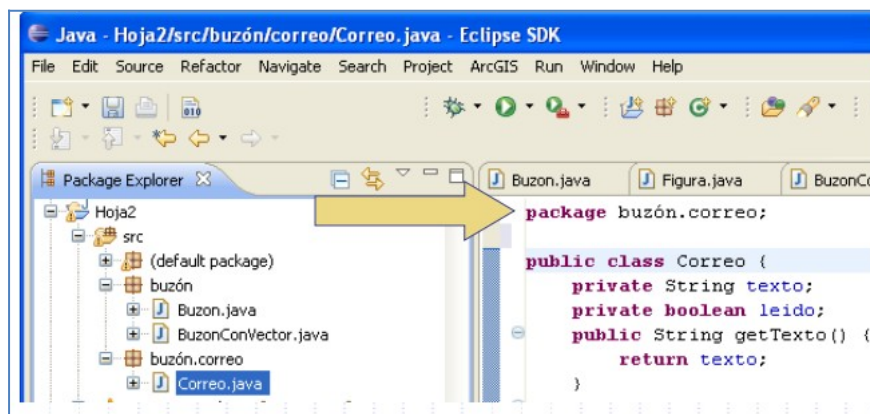 Java - Hoja2/src/buzón/correo/Correo.java - Eclipse SDK
File Edit Source Refactor Navigate Search Project ArcGIS Run Window Help
010
Package Explorer
Hoja2
src
(default package)
buzón
Buzon.java
BuzonConVector.java
buzón.correo
Correo.java
Buzon.java Figura.java BuzonCo
package buzón.correo;
public class Correo {
private String texto;
private boolean leido;
public String getTexto() {
return texto;
}